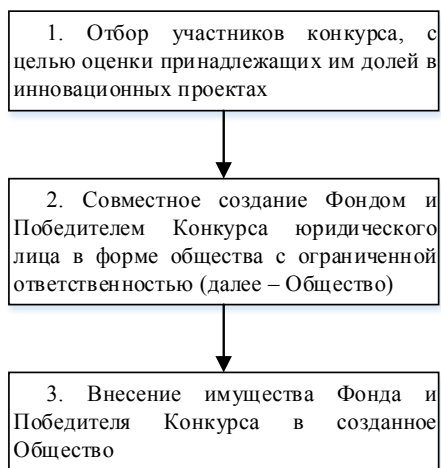 1. Отбор участников конкурса, с
целью оценки принадлежащих им долей в
инновационных проектах
2. Совместное создание Фондом и
Победителем Конкурса юридического
лица в форме общества с ограниченной
ответственностью (далее – Общество)
3. Внесение имущества Фонда и
Победителя Конкурса в созданное
Общество